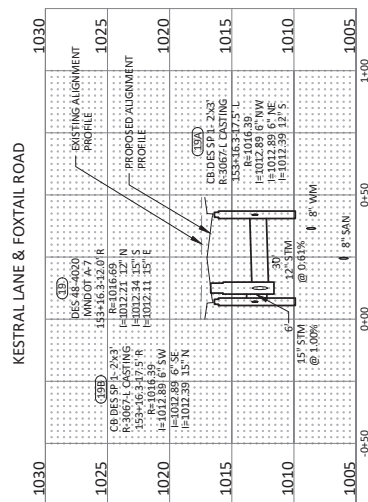 KESTRAL LANE & FOXTAIL ROAD
1030
1025
1020
1015
1010
1005
1030
1025
1020
1015
1010
1005
-0+50
0+00
0+50
1+00
19B
CB DES SP 1- 2'x3'
R-3067-L CASTING
153+16.3-17.5' R
R=1016.39
I=1012.89 6" SW
I=1012.89 6" SE
I=1012.39 15" N
19
DES 48-4020
MNDOT A-7
153+16.3-12.0' R
R=1016.69
I=1012.21 12" N
I=1012.34 15" S
I=1012.11 15" E
EXISTING ALIGNMENT
PROFILE
PROPOSED ALIGNMENT
PROFILE
19A
CB DES SP 1- 2'x3'
R-3067-L CASTING
153+16.3-17.5' L
R=1016.39
I=1012.89 6" NW
I=1012.89 6" NE
I=1012.39 12" S
6'
15" STM
@ 1.00%
30'
12" STM
@ 0.61%
8" WM
8" SAN